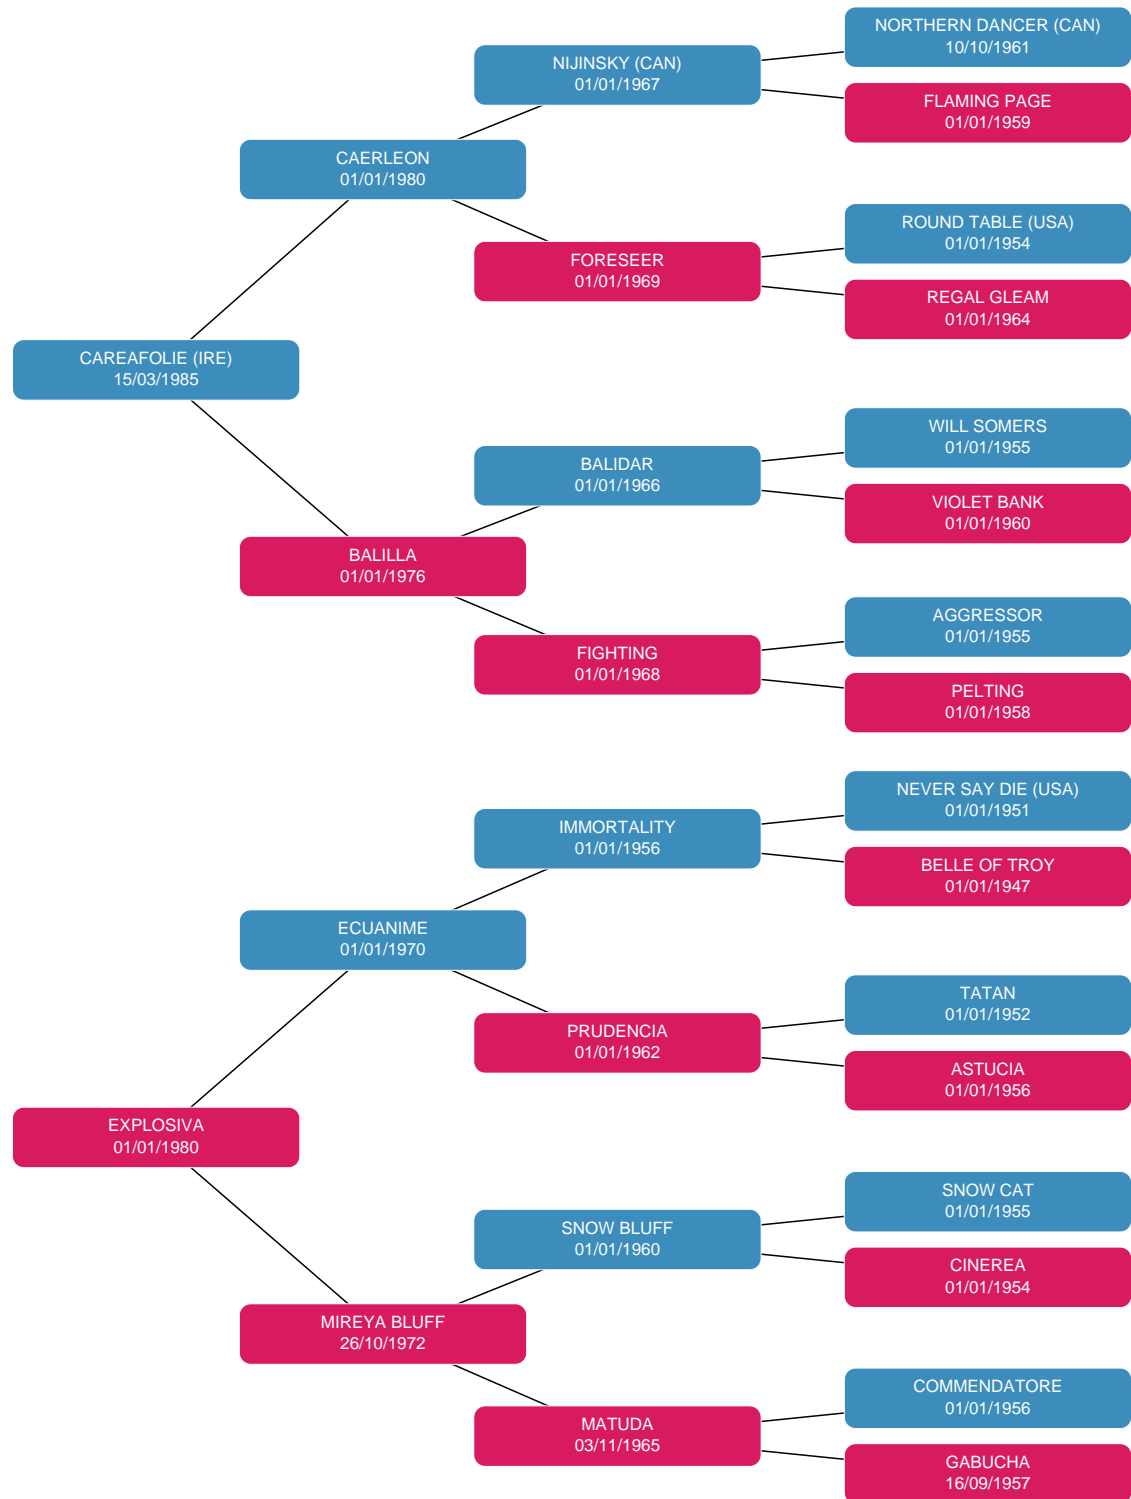 NORTHERN DANCER (CAN)
10/10/1961
NIJINSKY (CAN)
01/01/1967
FLAMING PAGE
01/01/1959
CAERLEON
01/01/1980
ROUND TABLE (USA)
01/01/1954
FORESEER
01/01/1969
REGAL GLEAM
01/01/1964
CAREAFOLIE (IRE)
15/03/1985
WILL SOMERS
01/01/1955
BALIDAR
01/01/1966
VIOLET BANK
01/01/1960
BALILLA
01/01/1976
AGGRESSOR
01/01/1955
FIGHTING
01/01/1968
PELTING
01/01/1958
NEVER SAY DIE (USA)
01/01/1951
IMMORTALITY
01/01/1956
BELLE OF TROY
01/01/1947
ECUANIME
01/01/1970
TATAN
01/01/1952
PRUDENCIA
01/01/1962
ASTUCIA
01/01/1956
EXPLOSIVA
01/01/1980
SNOW CAT
01/01/1955
SNOW BLUFF
01/01/1960
CINEREA
01/01/1954
MIREYA BLUFF
26/10/1972
COMMENDATORE
01/01/1956
MATUDA
03/11/1965
GABUCHA
16/09/1957